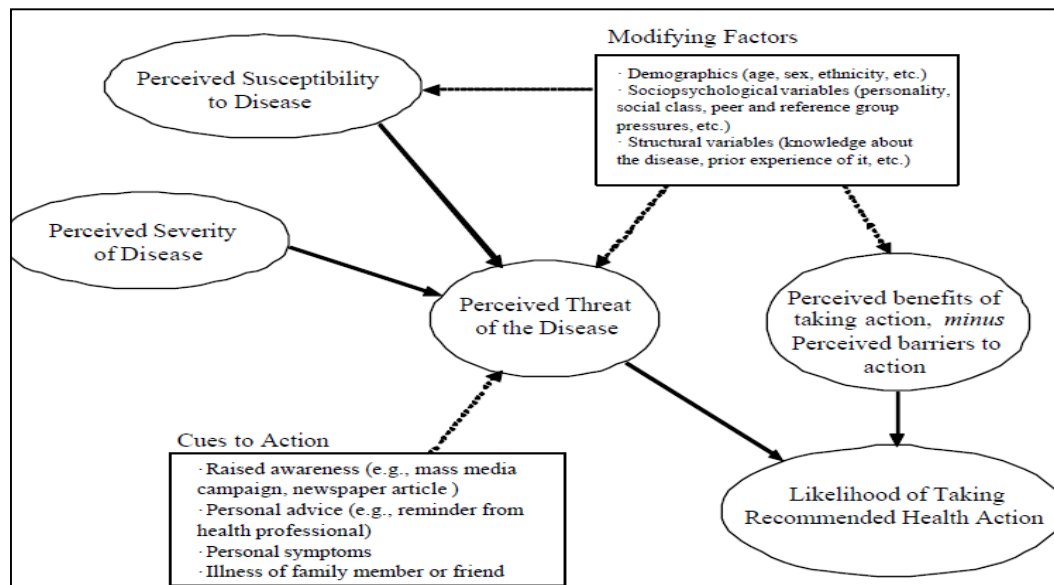 Modifying Factors
Perceived Susceptibility
to Disease
· Demographics (age, sex, ethnicity, etc.)
· Sociopsychological variables (personality,
social class, peer and reference group
pressures, etc.)
· Structural variables (knowledge about
the disease, prior experience of it, etc.)
Perceived Severity
of Disease
Perceived Threat
of the Disease
Perceived benefits of
taking action, minus
Perceived barriers to
action
Cues to Action
· Raised awareness (e.g., mass media
campaign, newspaper article )
· Personal advice (e.g., reminder from
health professional)
· Personal symptoms
· Illness of family member or friend
Likelihood of Taking
Recommended Health Action